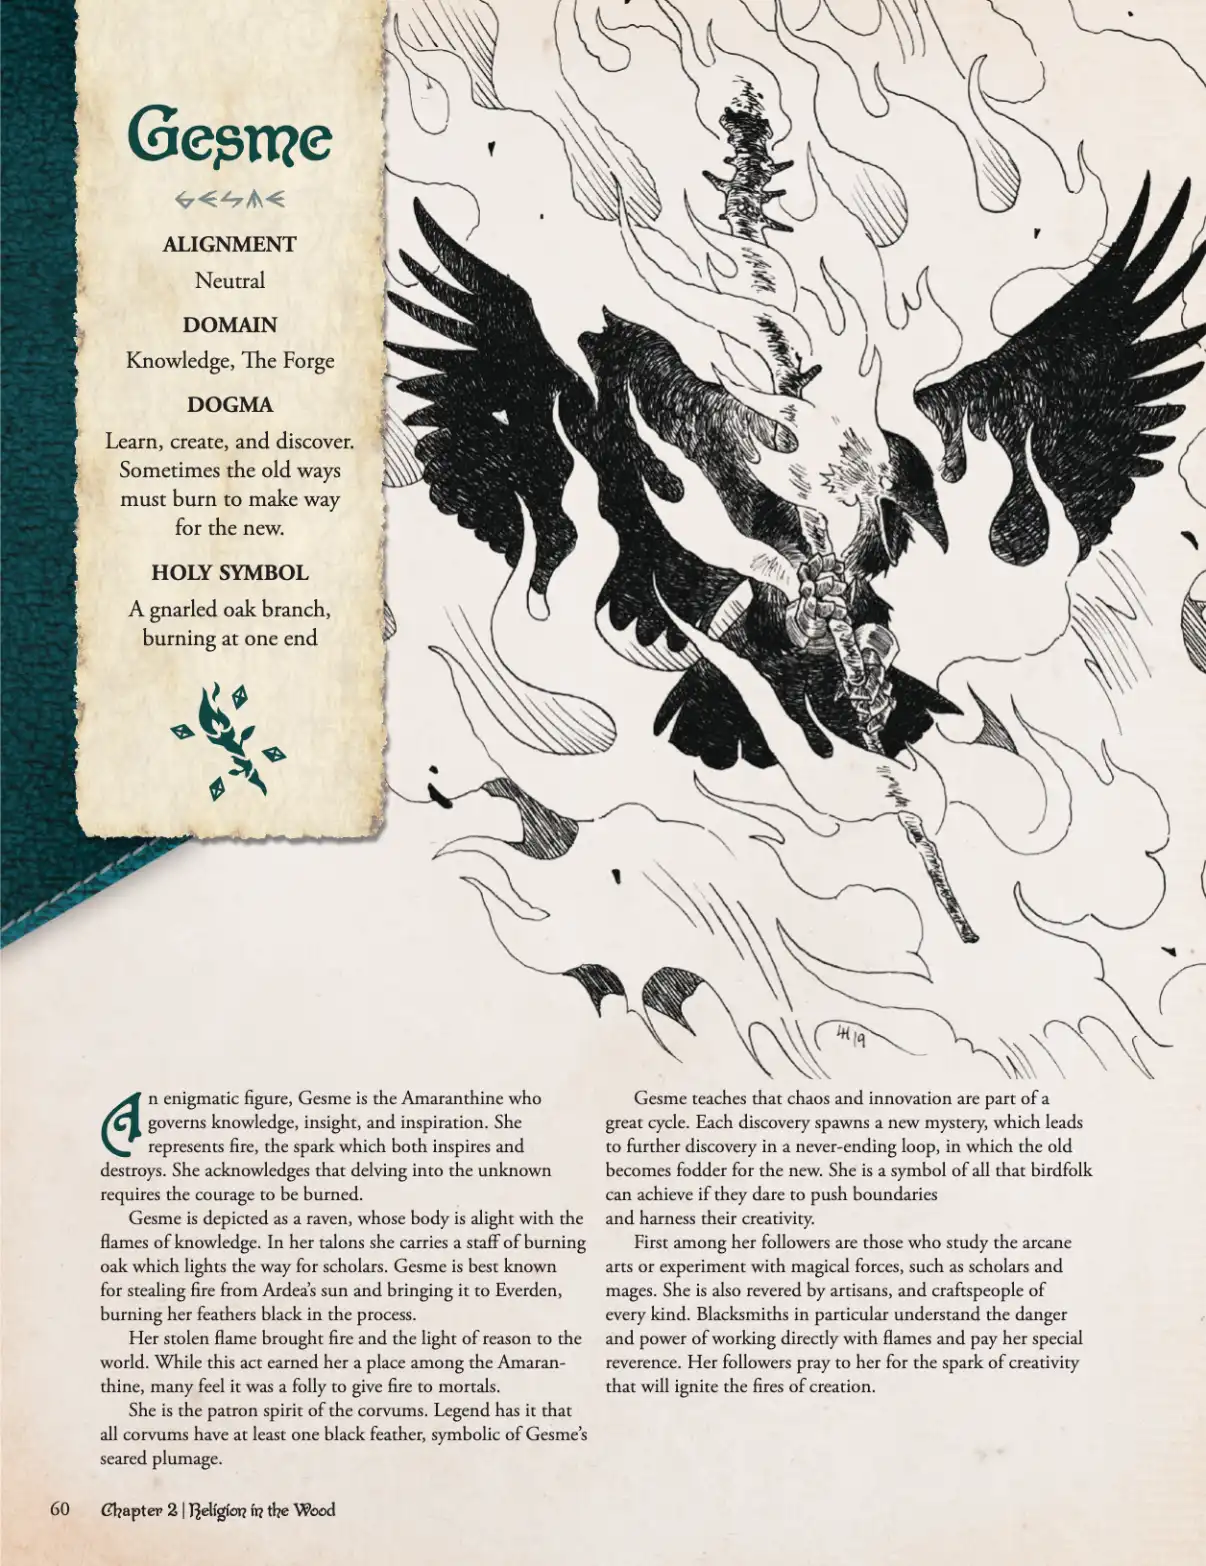 Gesme
GESME
ALIGNMENT
Neutral
DOMAIN
Knowledge, The Forge
DOGMA
Learn, create, and discover.
Sometimes the old ways
must burn to make way
for the new.
HOLY SYMBOL
A gnarled oak branch,
burning at one end
LH 19
An enigmatic figure, Gesme is the Amaranthine who
governs knowledge, insight, and inspiration. She
represents fire, the spark which both inspires and
destroys. She acknowledges that delving into the unknown
requires the courage to be burned.
Gesme is depicted as a raven, whose body is alight with the
flames of knowledge. In her talons she carries a staff of burning
oak which lights the way for scholars. Gesme is best known
for stealing fire from Ardea’s sun and bringing it to Everden,
burning her feathers black in the process.
Her stolen flame brought fire and the light of reason to the
world. While this act earned her a place among the Amaran-
thine, many feel it was a folly to give fire to mortals.
She is the patron spirit of the corvums. Legend has it that
all corvums have at least one black feather, symbolic of Gesme’s
seared plumage.
Gesme teaches that chaos and innovation are part of a
great cycle. Each discovery spawns a new mystery, which leads
to further discovery in a never-ending loop, in which the old
becomes fodder for the new. She is a symbol of all that birdfolk
can achieve if they dare to push boundaries
and harness their creativity.
First among her followers are those who study the arcane
arts or experiment with magical forces, such as scholars and
mages. She is also revered by artisans, and craftspeople of
every kind. Blacksmiths in particular understand the danger
and power of working directly with flames and pay her special
reverence. Her followers pray to her for the spark of creativity
that will ignite the fires of creation.
60 Chapter 2 | Religion in the Wood